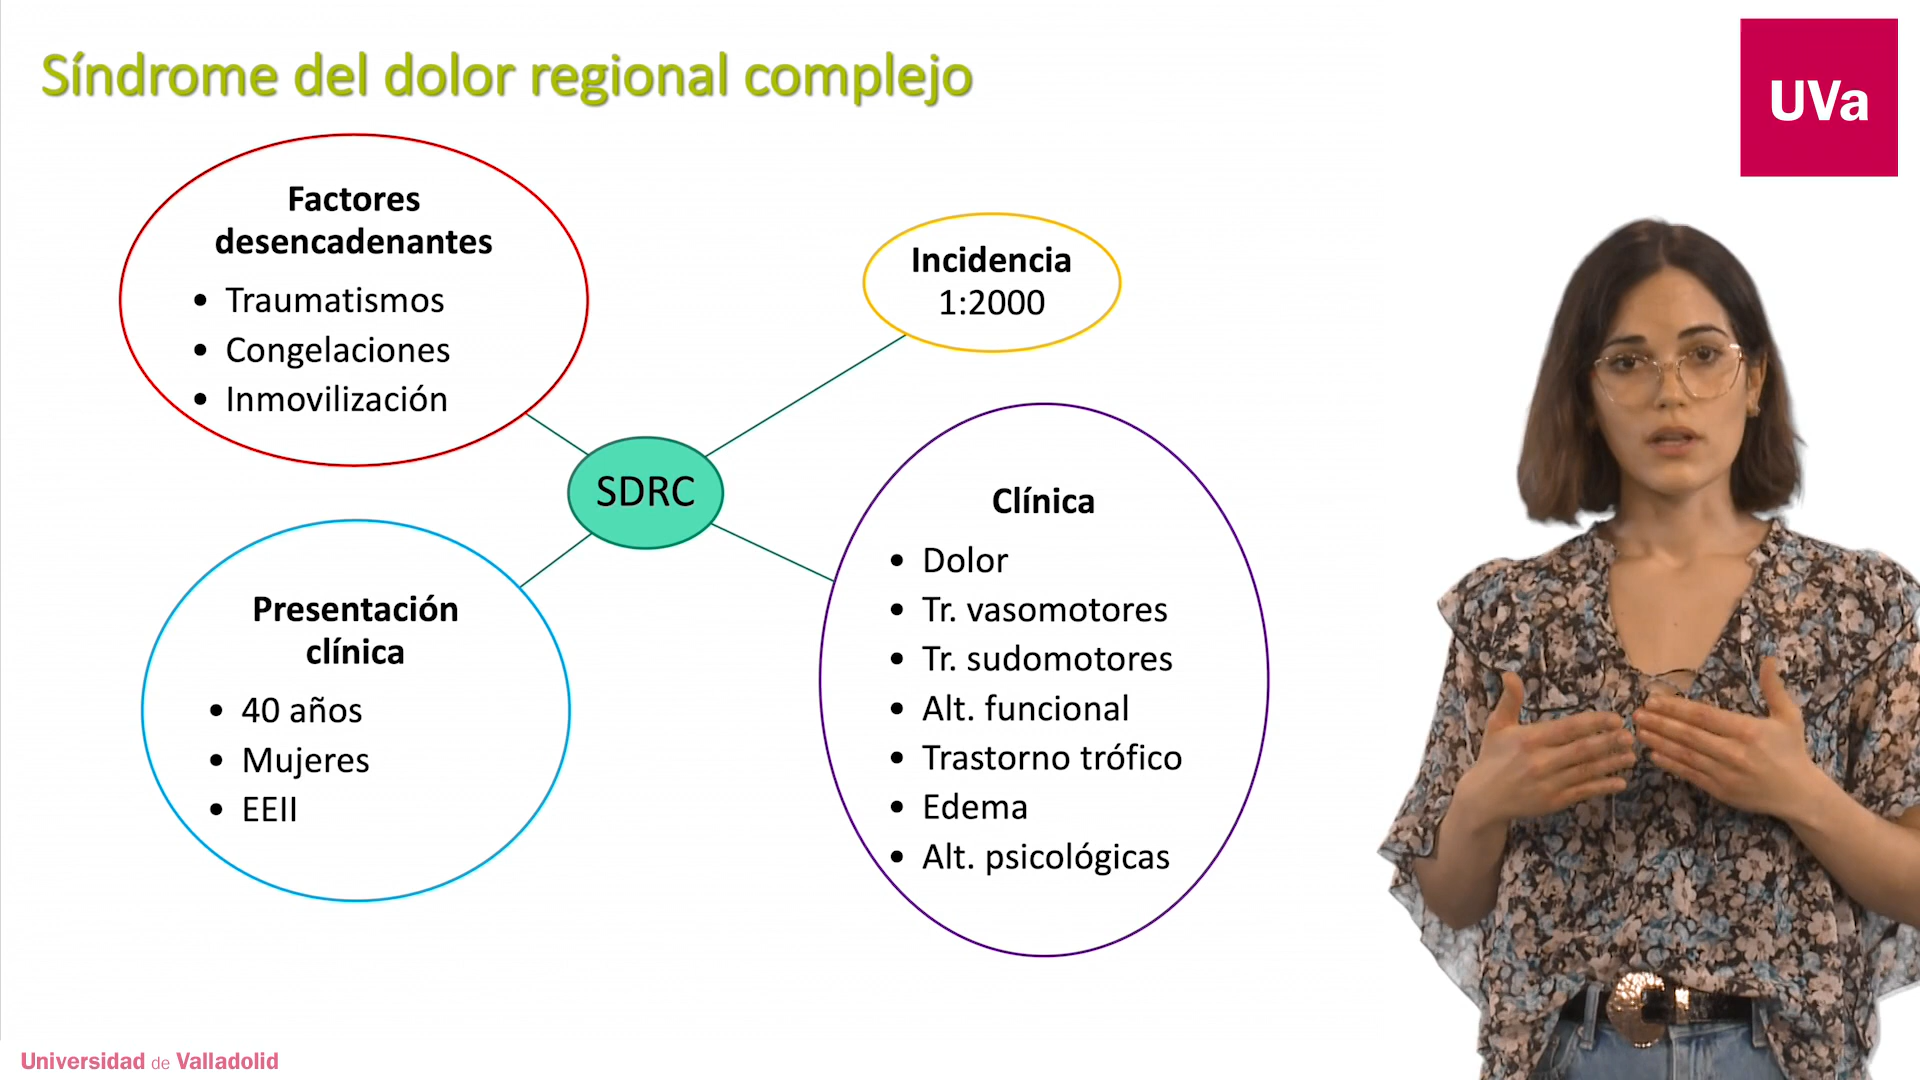 Síndrome del dolor regional complejo
UVa
Factores
desencadenantes
• Traumatismos
• Congelaciones
• Inmovilización
Incidencia
1:2000
SDRC
Presentación
clínica
• 40 años
• Mujeres
• EEII
Clínica
• Dolor
• Tr. vasomotores
• Tr. sudomotores
• Alt. funcional
• Trastorno trófico
• Edema
• Alt. psicológicas
Universidad de Valladolid